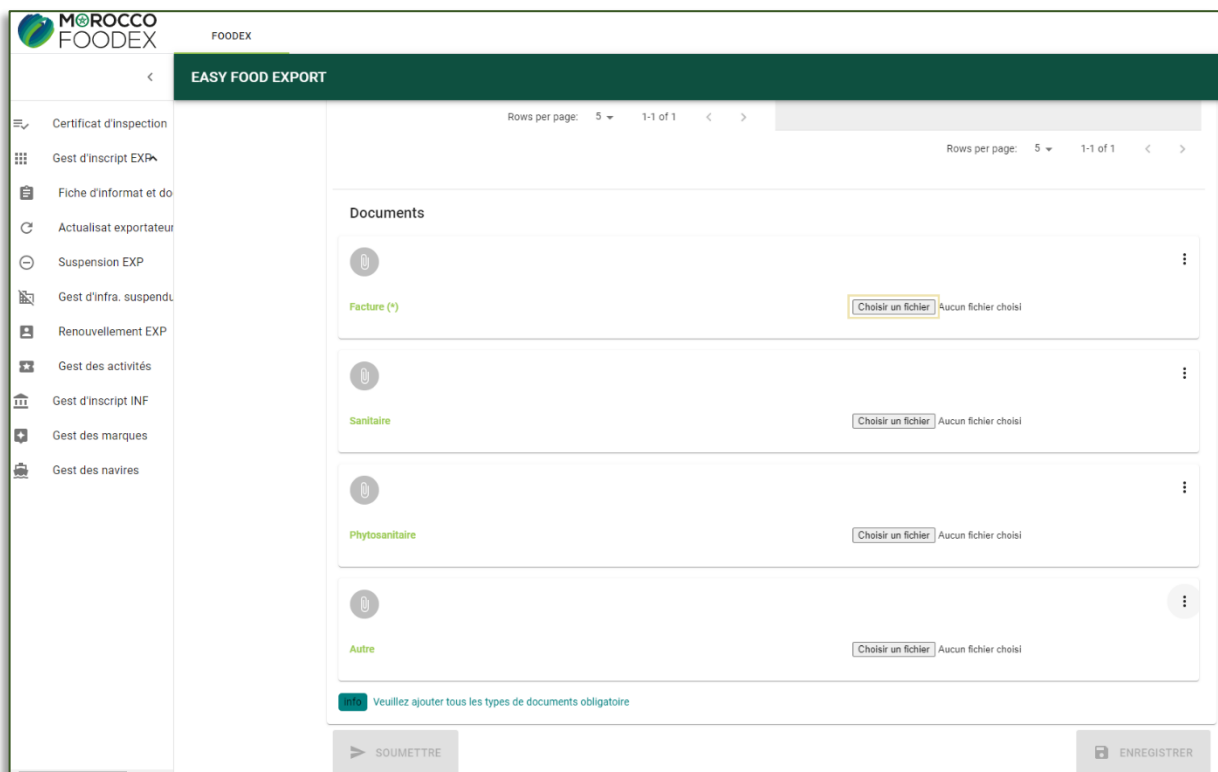 MOROCCO
FOODEX
FOODEX
EASY FOOD EXPORT
Certificat d'inspection
Gest d'inscript EXP
Fiche d'informat et do
Actualisat exportateur
Suspension EXP
Gest d'infra. suspendu
Renouvellement EXP
Gest des activités
Gest d'inscript INF
Gest des marques
Gest des navires
Rows per page: 5 1-1 of 1
Rows per page: 5 1-1 of 1
Documents
Facture (*) Choisir un fichier Aucun fichier choisi
Sanitaire Choisir un fichier Aucun fichier choisi
Phytosanitaire Choisir un fichier Aucun fichier choisi
Autre Choisir un fichier Aucun fichier choisi
info Veuillez ajouter tous les types de documents obligatoire
SOUMETTRE ENREGISTRER